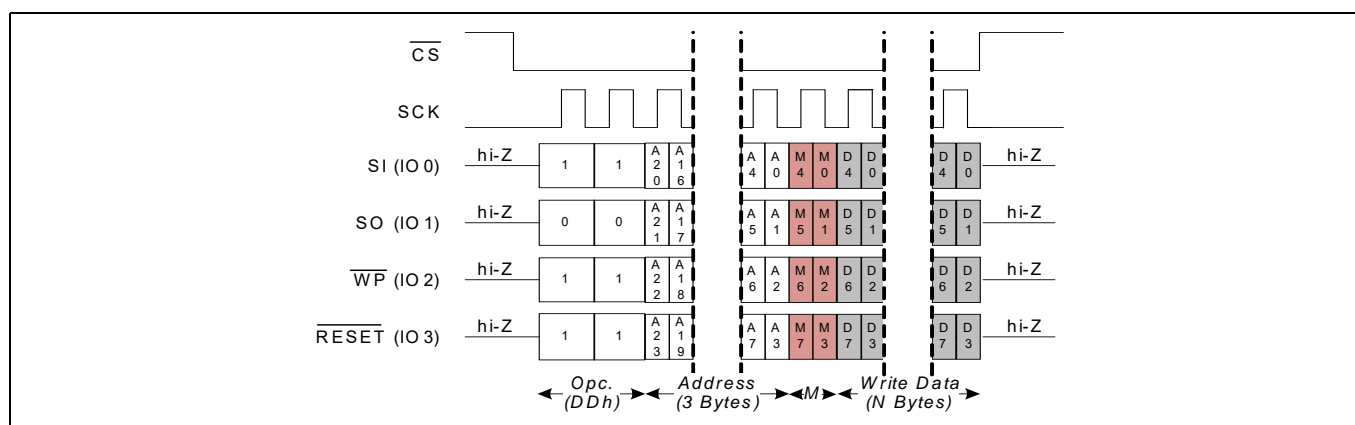 CS
SCK
SI (IO 0) hi-Z 1 1 A20 A16 A4 A0 M4 M0 D4 D0 D4 D0 hi-Z
SO (IO 1) hi-Z 0 0 A21 A17 A5 A1 M5 M1 D5 D1 D5 D1 hi-Z
WP (IO 2) hi-Z 1 1 A22 A18 A6 A2 M6 M2 D6 D2 D6 D2 hi-Z
RESET (IO 3) hi-Z 1 1 A23 A19 A7 A3 M7 M3 D7 D3 D7 D3 hi-Z
Opc. Address M Write Data
(DDh) (3 Bytes) (N Bytes)